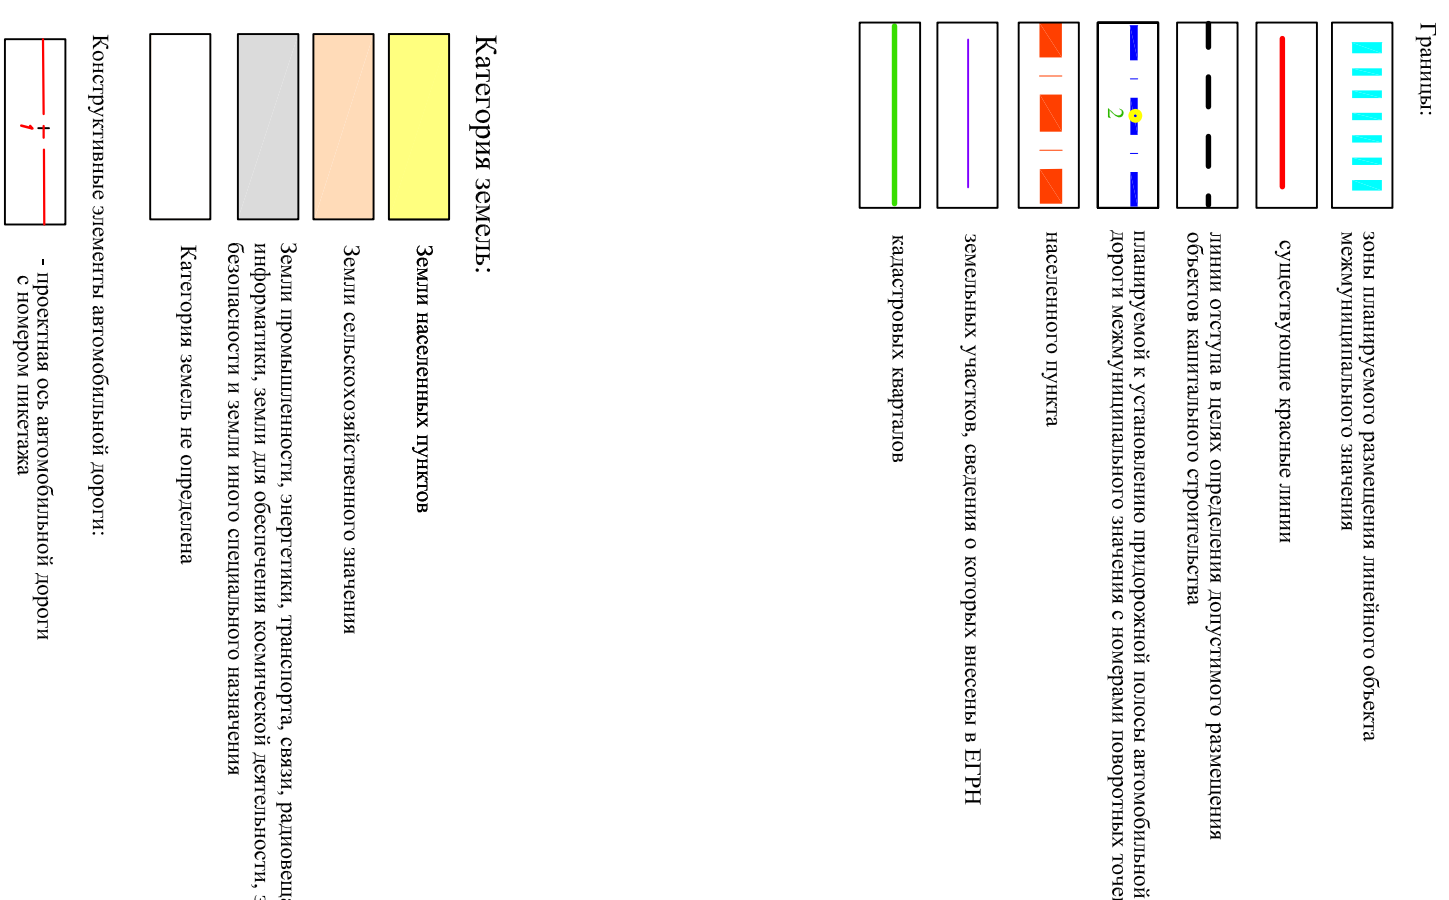 Границы:
зоны планируемого размещения линейного объекта
межмуниципального значения
существующие красные линии
линии отступа в целях определения допустимого размещения
объектов капитального строительства
планируемой к установлению придорожной полосы автомобильной
дороги межмуниципального значения с номерами поворотных
2
населенного пункта
земельных участков, сведения о которых внесены в ЕГРН
кадастровых кварталов
Категория земель:
Земли населенных пунктов
Земли сельскохозяйственного значения
Земли промышленности, энергетики, транспорта, связи,
информатики, земли для обеспечения космической деятельности,
безопасности и земли иного специального назначения
Категория земель не определена
Конструктивные элементы автомобильной дороги:
1
- проектная ось автомобильной дороги
с номером пикетажа